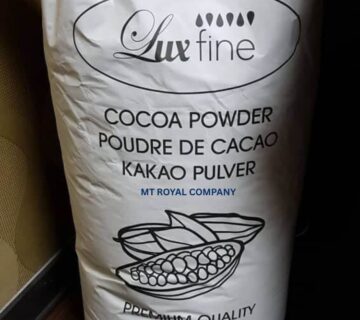 Lux fine
COCOA POWDER
POUDRE DE CACAO
KAKAO PULVER
MT ROYAL COMPANY
PREMIUM QUALITY